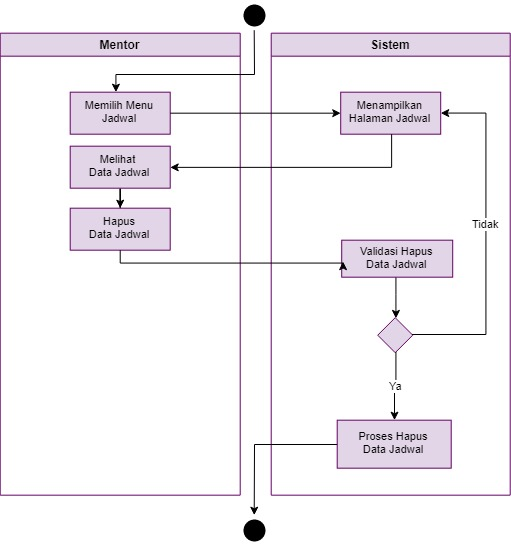 Mentor
Sistem
Memilih Menu
Jadwal
Menampilkan
Halaman Jadwal
Melihat
Data Jadwal
Hapus
Data Jadwal
Tidak
Validasi Hapus
Data Jadwal
Ya
Proses Hapus
Data Jadwal